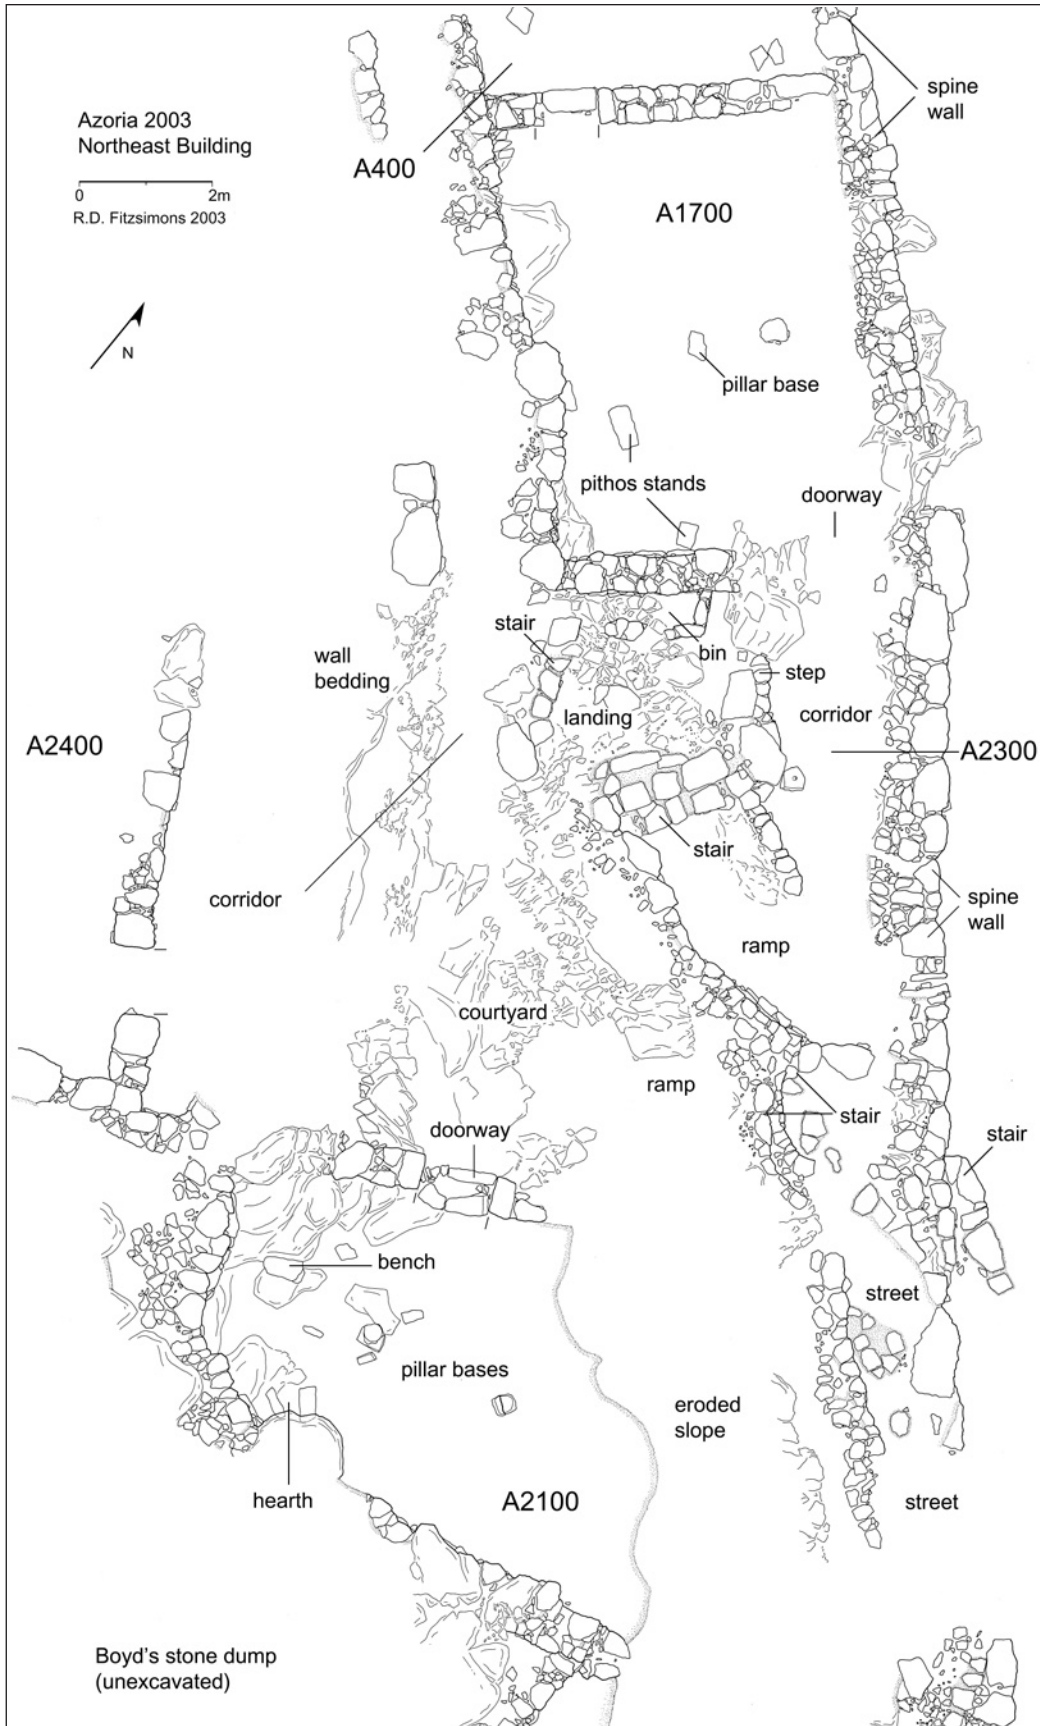 Azoria 2003
Northeast Building
0 2m
R.D. Fitzsimons 2003
N
A400
spine
wall
A1700
pillar base
pithos stands
doorway
stair
bin
wall
bedding
step
landing
corridor
A2400
A2300
stair
corridor
spine
wall
ramp
courtyard
ramp
stair
doorway
stair
bench
street
pillar bases
eroded
slope
hearth
A2100
street
Boyd's stone dump
(unexcavated)